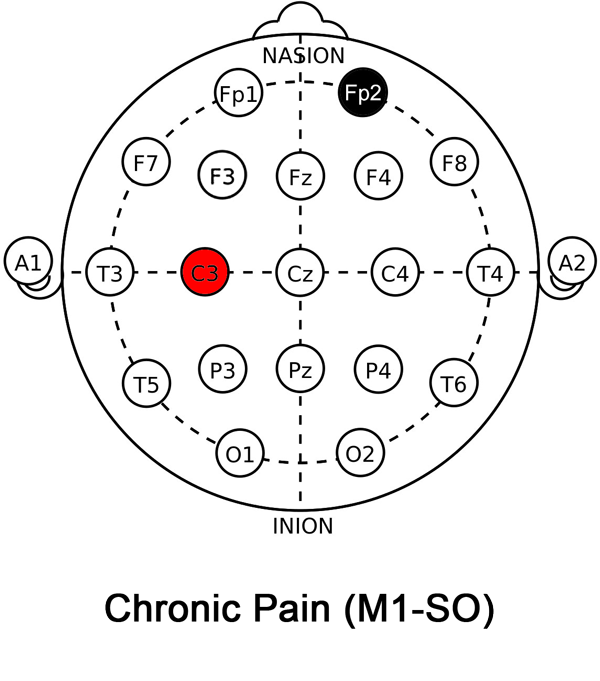 NASION
Fp1 Fp2
F7 F3 Fz F4 F8
A1 T3 C3 Cz C4 T4 A2
T5 P3 Pz P4 T6
O1 O2
INION
Chronic Pain (M1-SO)